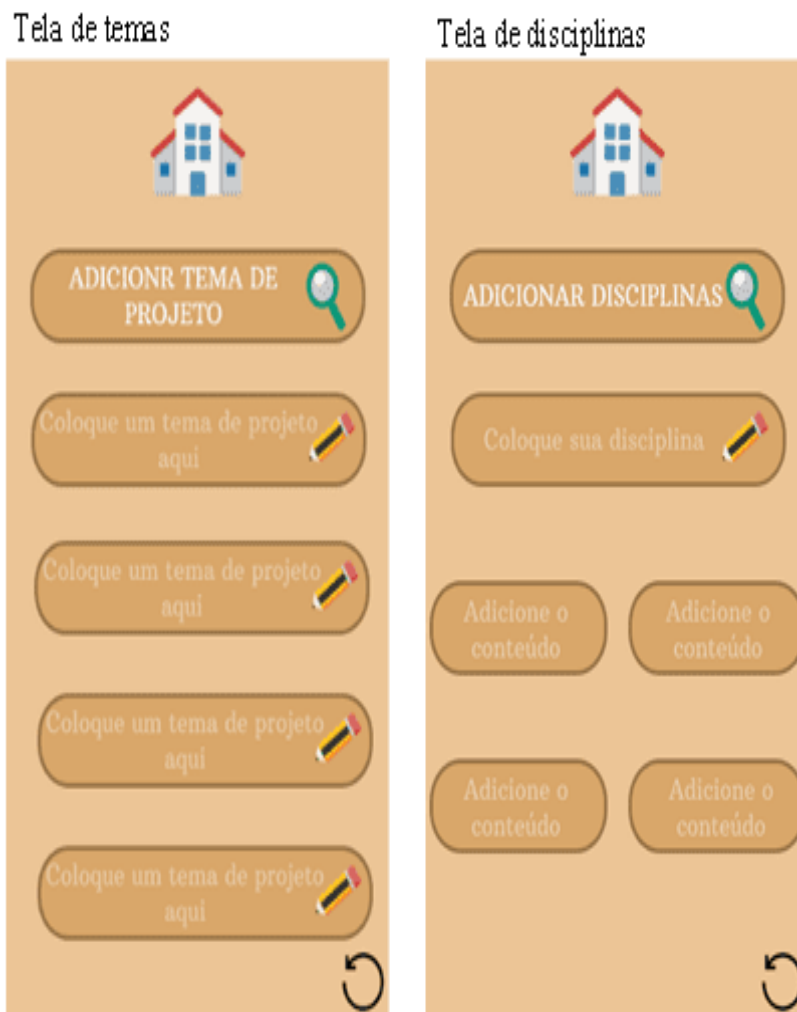 Tela de temas
ADICIONR TEMA DE
PROJETO
Coloque um tema de projeto
aqui
Coloque um tema de projeto
aqui
Coloque um tema de projeto
aqui
Coloque um tema de projeto
aqui
Tela de disciplinas
ADICIONAR DISCIPLINAS
Coloque sua disciplina
Adicione o
conteúdo
Adicione o
conteúdo
Adicione o
conteúdo
Adicione o
conteúdo